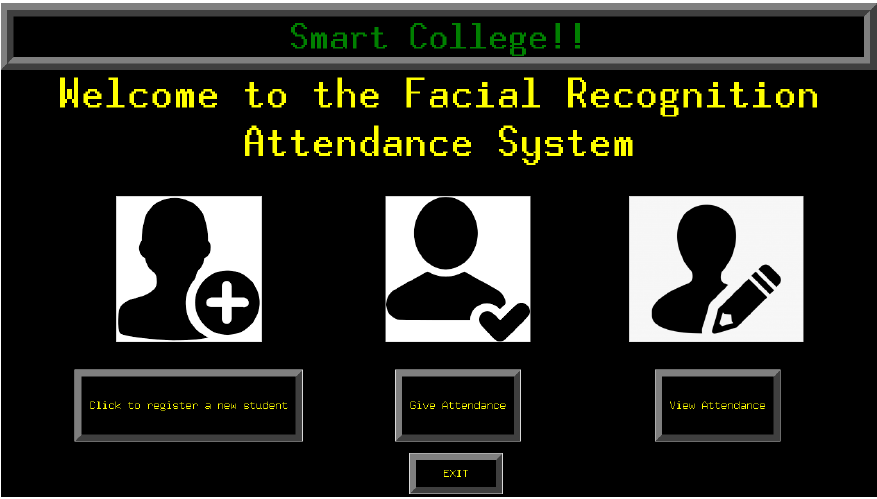 Smart College!!
Welcome to the Facial Recognition
Attendance System
Click to register a new student
Give Attendance
View Attendance
EXIT